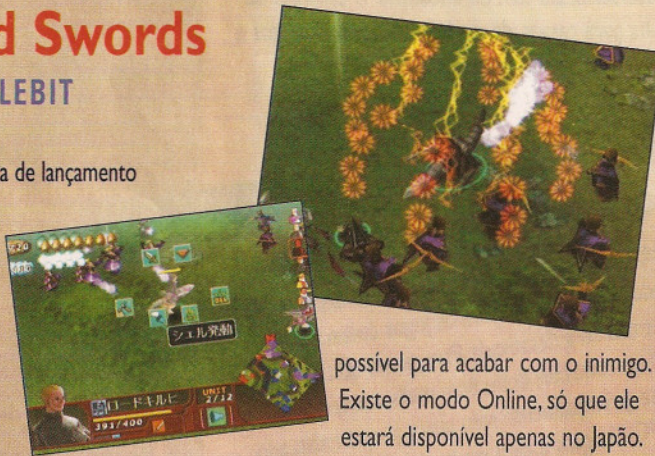 d Swords
LEBIT
a de lançamento
シェル発動
ロードキルヒ
391/400
UNIT
2/12
possível para acabar com o inimigo.
Existe o modo Online, só que ele
estará disponível apenas no Japão.